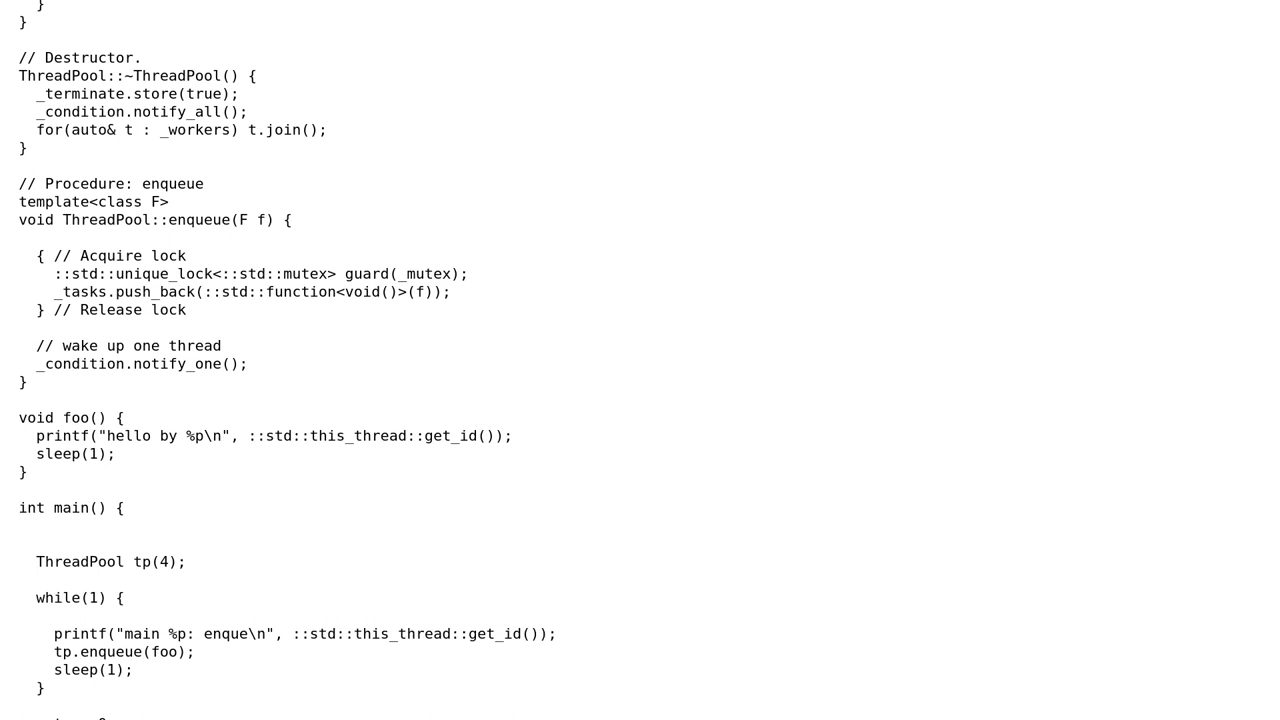 }
}

// Destructor.
ThreadPool::~ThreadPool() {
  _terminate.store(true);
  _condition.notify_all();
  for(auto& t : _workers) t.join();
}

// Procedure: enqueue
template<class F>
void ThreadPool::enqueue(F f) {

  { // Acquire lock
    ::std::unique_lock<::std::mutex> guard(_mutex);
    _tasks.push_back(::std::function<void()>(f));
  } // Release lock

  // wake up one thread
  _condition.notify_one();
}

void foo() {
  printf("hello by %p\n", ::std::this_thread::get_id());
  sleep(1);
}

int main() {


  ThreadPool tp(4);

  while(1) {

    printf("main %p: enque\n", ::std::this_thread::get_id());
    tp.enqueue(foo);
    sleep(1);
  }